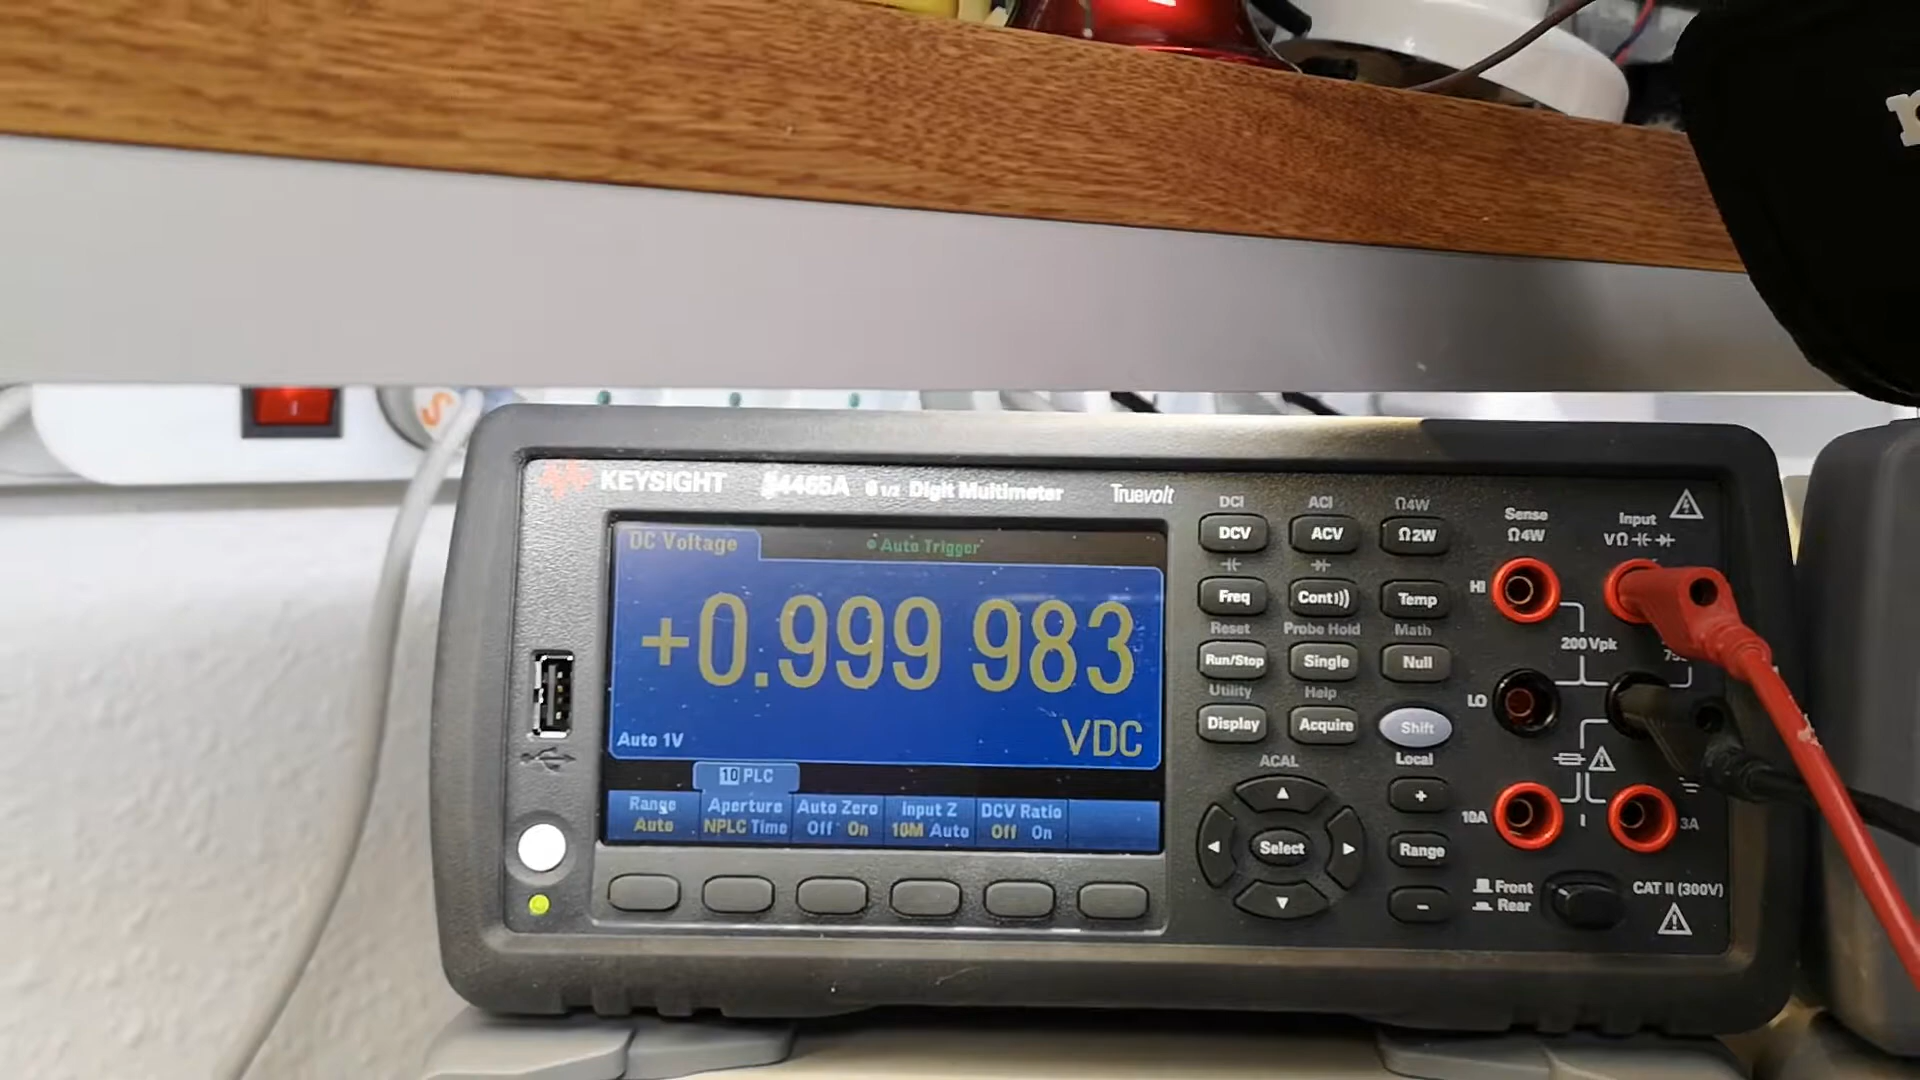 KEYSIGHT 34465A 6 1/2 Digit Multimeter Truevolt
DC Voltage
Auto Trigger
+0.999 983
Auto 1V
VDC
10 PLC
Range
Auto
Aperture
NPLC Time
Auto Zero
Off On
Input Z
10M Auto
DCV Ratio
Off On
DCI
ACI
Ω4W
DCV
ACV
Ω2W
Freq
Cont
Temp
Reset
Probe Hold
Math
Run/Stop
Single
Null
Utility
Help
Display
Acquire
Shift
ACAL
Local
+
Select
Range
-
Sense
Ω4W
Input
VΩ
HI
200 Vpk
LO
10A
I
3A
Front
Rear
CAT II (300V)